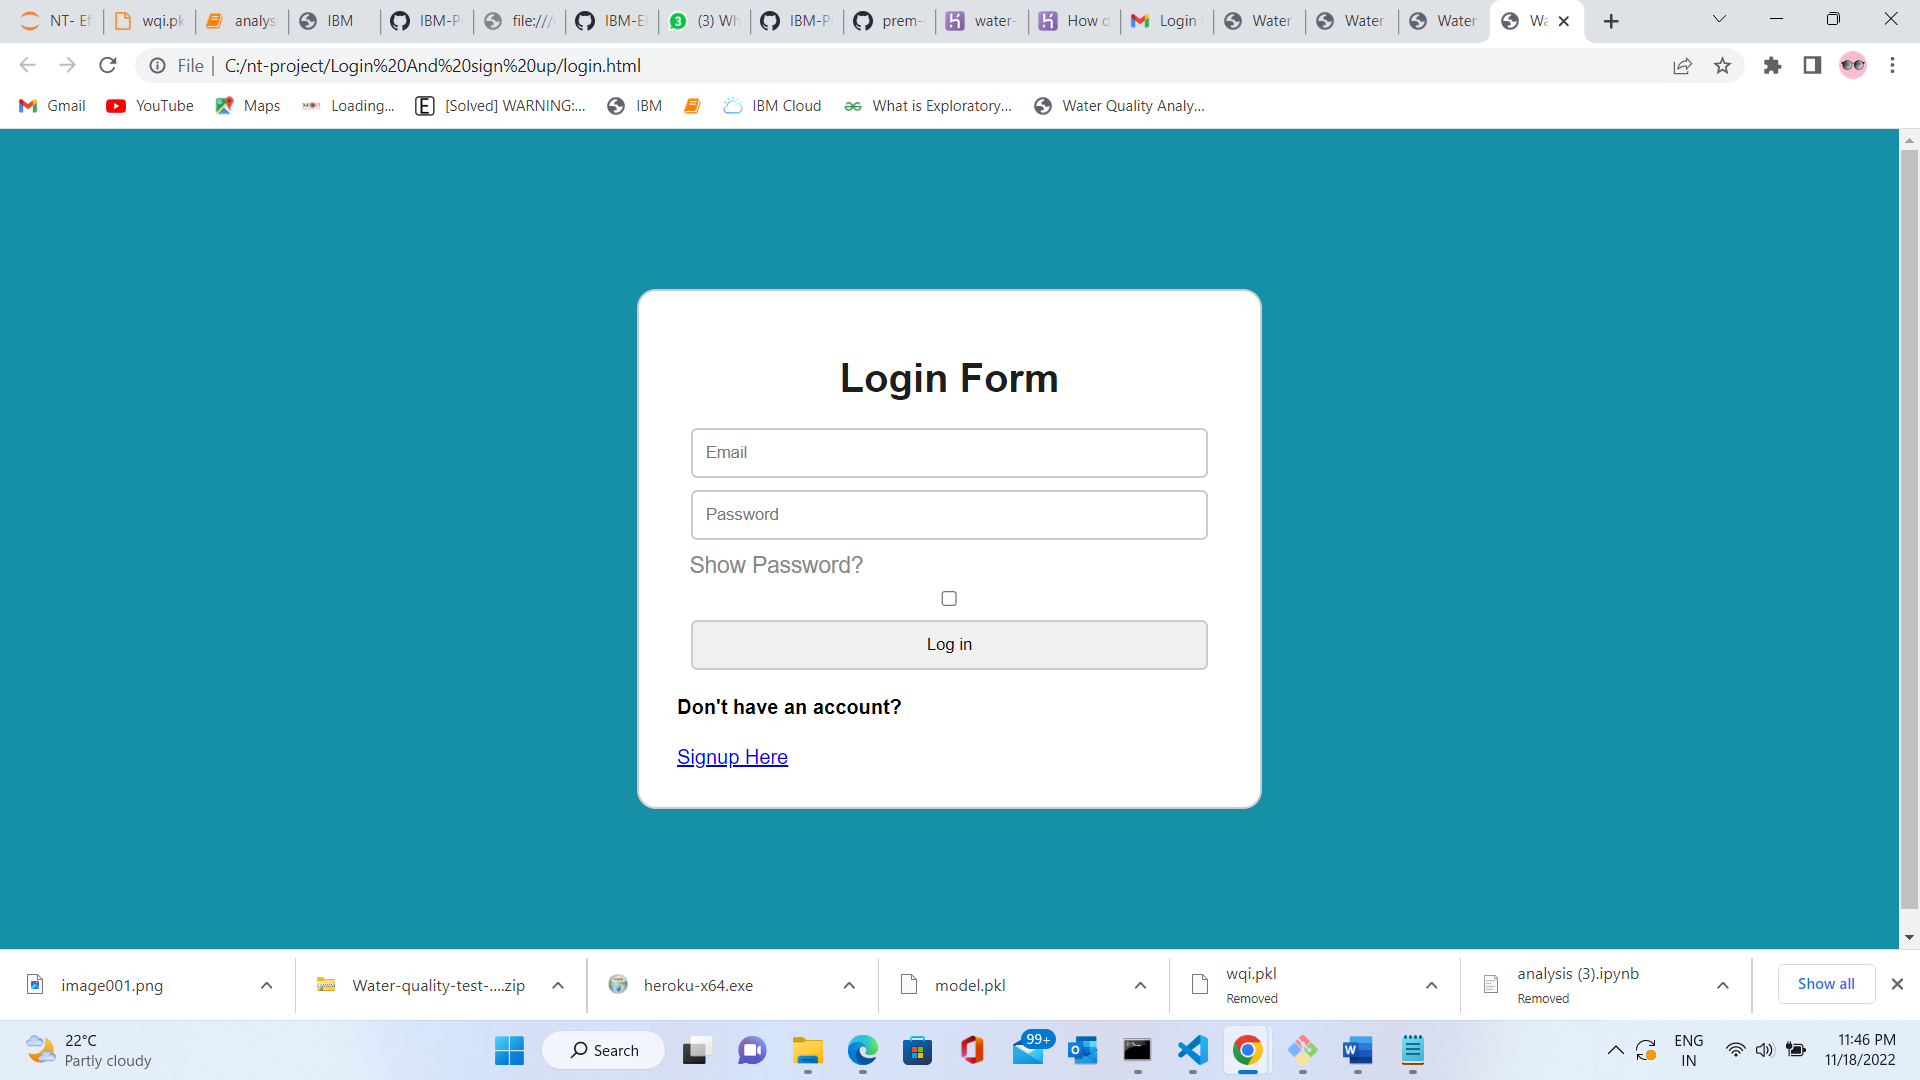 NT- Ef
wqi.pk
analys
IBM
IBM-P
file:///
IBM-E
(3) Wh
IBM-P
prem-
water-
How d
Login
Water
Water
Water
Wa
File
C:/nt-project/Login%20And%20sign%20up/login.html
Gmail
YouTube
Maps
Loading...
[Solved] WARNING:...
IBM
IBM Cloud
What is Exploratory...
Water Quality Analy...
Login Form
Email
Password
Show Password?
Log in
Don't have an account?
Signup Here
image001.png
Water-quality-test-....zip
heroku-x64.exe
model.pkl
wqi.pkl
Removed
analysis (3).ipynb
Removed
Show all
22°C
Partly cloudy
Search
99+
ENG
IN
11:46 PM
11/18/2022